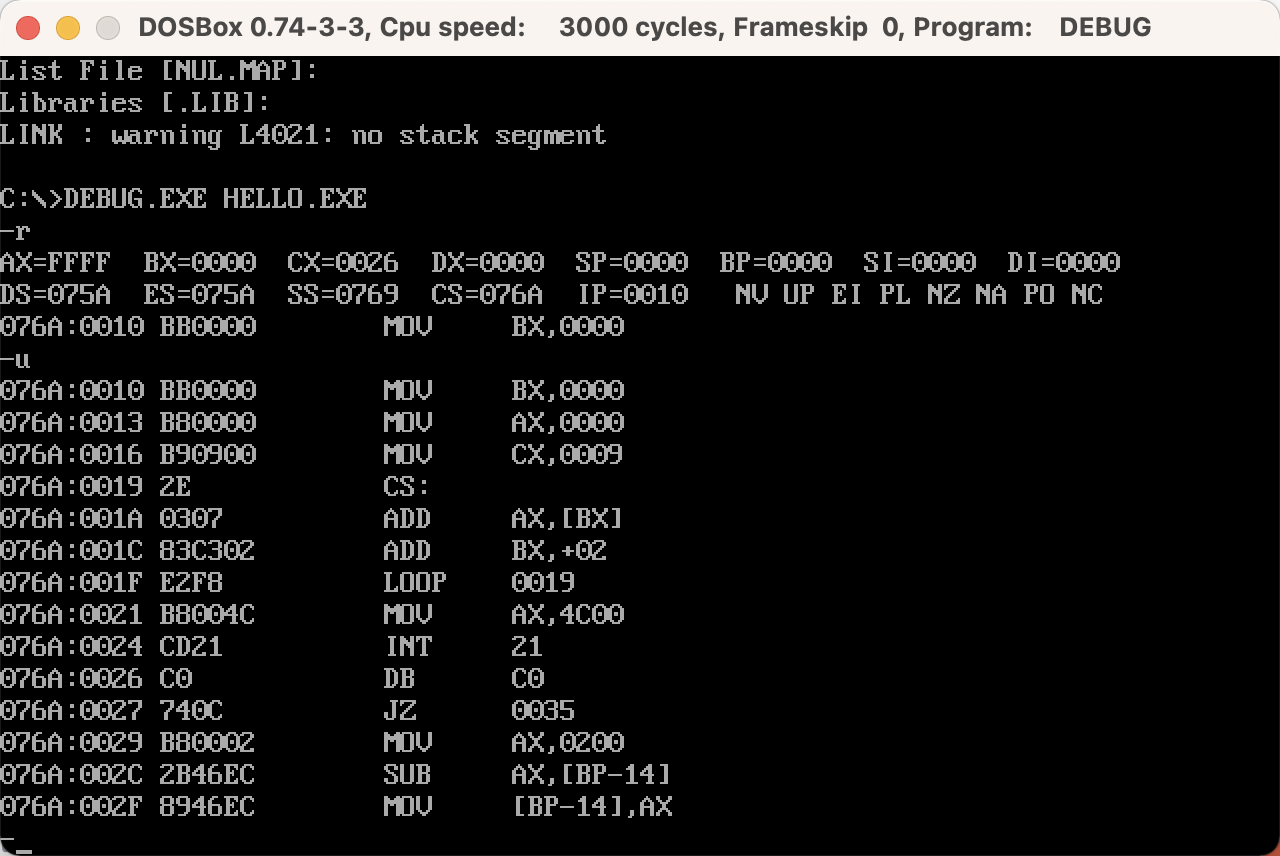 DOSBox 0.74-3-3, Cpu speed: 3000 cycles, Frameskip 0, Program: DEBUG
List File [NUL.MAP]:
Libraries [.LIB]:
LINK : warning L4021: no stack segment
C:\>DEBUG.EXE HELLO.EXE
-r
AX=FFFF BX=0000 CX=0026 DX=0000 SP=0000 BP=0000 SI=0000 DI=0000
DS=075A ES=075A SS=0769 CS=076A IP=0010 NV UP EI PL NZ NA PO NC
076A:0010 BB0000 MOV BX,0000
-u
076A:0010 BB0000 MOV BX,0000
076A:0013 B80000 MOV AX,0000
076A:0016 B90900 MOV CX,0009
076A:0019 2E CS:
076A:001A 0307 ADD AX,[BX]
076A:001C 83C302 ADD BX,+02
076A:001F E2F8 LOOP 0019
076A:0021 B8004C MOV AX,4C00
076A:0024 CD21 INT 21
076A:0026 C0 DB C0
076A:0027 740C JZ 0035
076A:0029 B80002 MOV AX,0200
076A:002C 2B46EC SUB AX,[BP-14]
076A:002F 8946EC MOV [BP-14],AX
-_